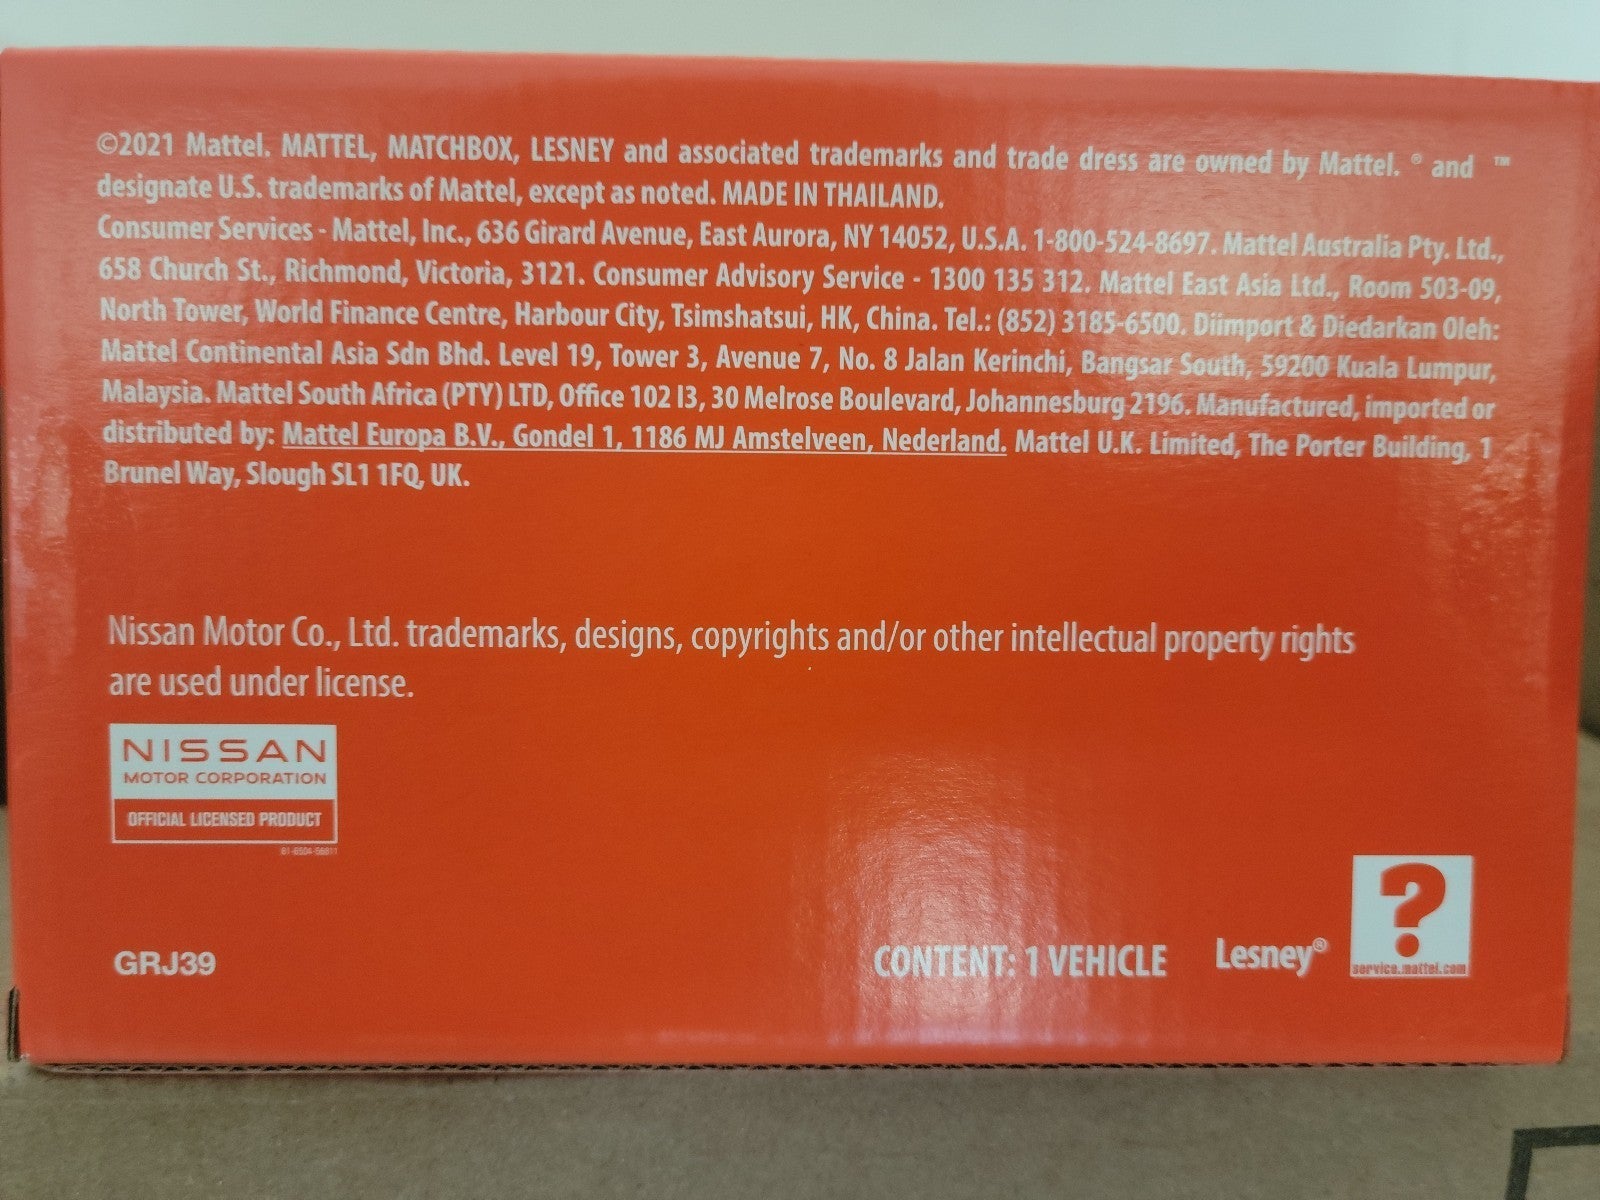 ©2021 Mattel. MATTEL, MATCHBOX, LESNEY and associated trademarks and trade dress are owned by Mattel. ® and ™
designate U.S. trademarks of Mattel, except as noted. MADE IN THAILAND.
Consumer Services - Mattel, Inc., 636 Girard Avenue, East Aurora, NY 14052, U.S.A. 1-800-524-8697. Mattel Australia Pty. Ltd.,
658 Church St., Richmond, Victoria, 3121. Consumer Advisory Service - 1300 135 312. Mattel East Asia Ltd., Room 503-09,
North Tower, World Finance Centre, Harbour City, Tsimshatsui, HK, China. Tel.: (852) 3185-6500. Diimport & Diedarkan Oleh:
Mattel Continental Asia Sdn Bhd. Level 19, Tower 3, Avenue 7, No. 8 Jalan Kerinchi, Bangsar South, 59200 Kuala Lumpur,
Malaysia. Mattel South Africa (PTY) LTD, Office 102 I3, 30 Melrose Boulevard, Johannesburg 2196. Manufactured, imported or
distributed by: Mattel Europa B.V., Gondel 1, 1186 MJ Amstelveen, Nederland. Mattel U.K. Limited, The Porter Building, 1
Brunel Way, Slough SL1 1FQ, UK.
Nissan Motor Co., Ltd. trademarks, designs, copyrights and/or other intellectual property rights
are used under license.
NISSAN
MOTOR CORPORATION
OFFICIAL LICENSED PRODUCT
GRJ39
CONTENT: 1 VEHICLE
Lesney®
?
service.mattel.com